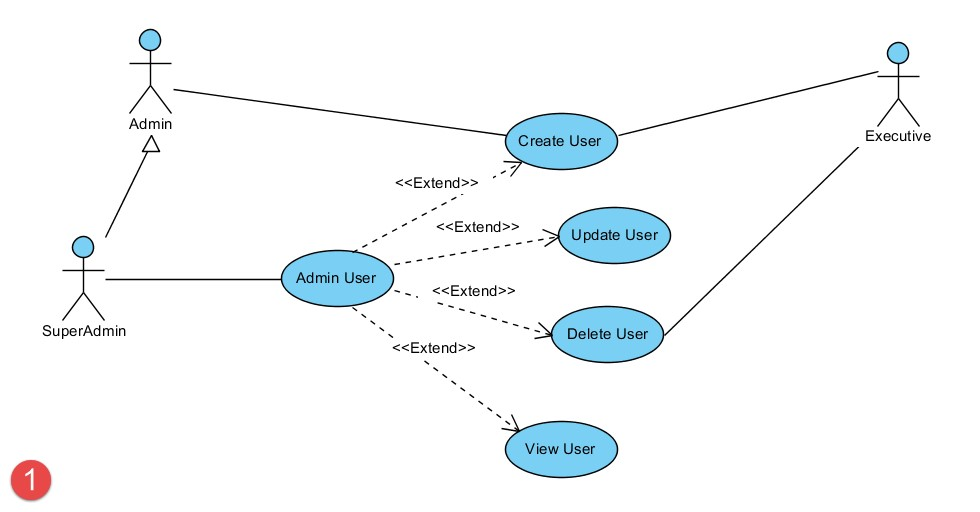 Admin
Executive
Create User
<<Extend>>
<<Extend>>
Update User
Admin User
<<Extend>>
SuperAdmin
Delete User
<<Extend>>
View User
1